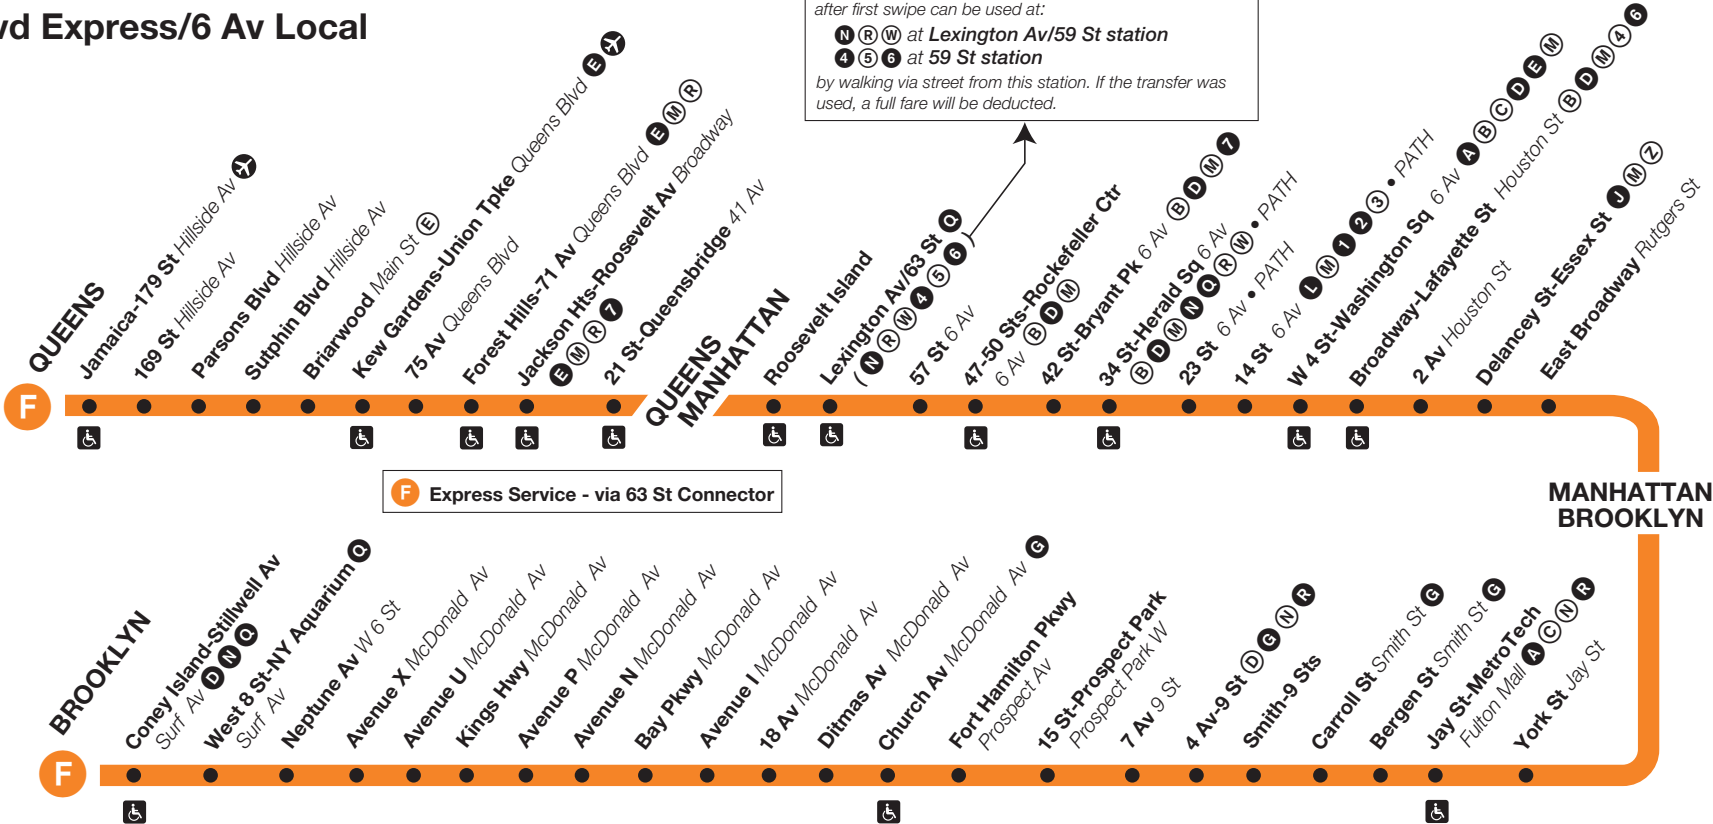 vd Express/6 Av Local
after first swipe can be used at:
N R W at Lexington Av/59 St station
4 5 6 at 59 St station
by walking via street from this station. If the transfer was
used, a full fare will be deducted.
QUEENS
Jamaica-179 St Hillside Av
169 St Hillside Av
Parsons Blvd Hillside Av
Sutphin Blvd Hillside Av
Briarwood Main St E
Kew Gardens-Union Tpke Queens Blvd E
75 Av Queens Blvd
Forest Hills-71 Av Queens Blvd E M R
Jackson Hts-Roosevelt Av Broadway
E M R 7
21 St-Queensbridge 41 Av
QUEENS
MANHATTAN
Roosevelt Island
Lexington Av/63 St Q
( N R W 4 5 6 )
57 St 6 Av
47-50 Sts-Rockefeller Ctr
6 Av B D M
42 St-Bryant Pk 6 Av B D M 7
34 St-Herald Sq 6 Av
B D M N Q R W • PATH
23 St 6 Av • PATH
14 St 6 Av L M 1 2 3 • PATH
W 4 St-Washington Sq 6 Av A B C D E M
Broadway-Lafayette St Houston St B D M 4 6
2 Av Houston St
Delancey St-Essex St J M Z
East Broadway Rutgers St
F
F Express Service - via 63 St Connector
MANHATTAN
BROOKLYN
BROOKLYN
Coney Island-Stillwell Av
Surf Av D N Q
West 8 St-NY Aquarium Q
Surf Av
Neptune Av W 6 St
Avenue X McDonald Av
Avenue U McDonald Av
Kings Hwy McDonald Av
Avenue P McDonald Av
Avenue N McDonald Av
Bay Pkwy McDonald Av
Avenue I McDonald Av
18 Av McDonald Av
Ditmas Av McDonald Av
Church Av McDonald Av G
Fort Hamilton Pkwy
Prospect Av
15 St-Prospect Park
Prospect Park W
7 Av 9 St
4 Av-9 St D G N R
Smith-9 Sts
Carroll St Smith St G
Bergen St Smith St G
Jay St-MetroTech
Fulton Mall A C N R
York St Jay St
F